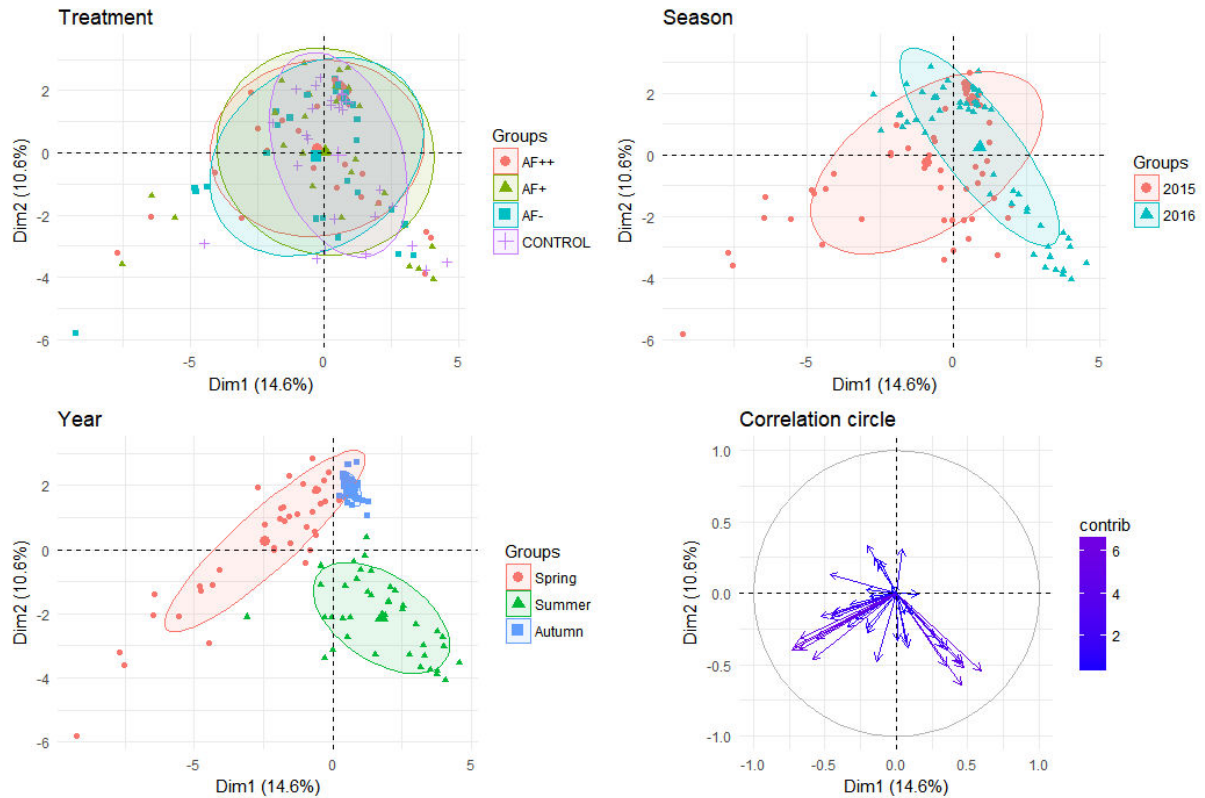 Treatment
Dim2 (10.6%)
2
0
-2
-4
-6
-5
0
5
Dim1 (14.6%)
Groups
AF++
AF+
AF-
CONTROL
Season
Dim2 (10.6%)
2
0
-2
-4
-6
-5
0
5
Dim1 (14.6%)
Groups
2015
2016
Year
Dim2 (10.6%)
2
0
-2
-4
-6
-5
0
5
Dim1 (14.6%)
Groups
Spring
Summer
Autumn
Correlation circle
Dim2 (10.6%)
1.0
0.5
0.0
-0.5
-1.0
-1.0
-0.5
0.0
0.5
1.0
Dim1 (14.6%)
contrib
6
4
2